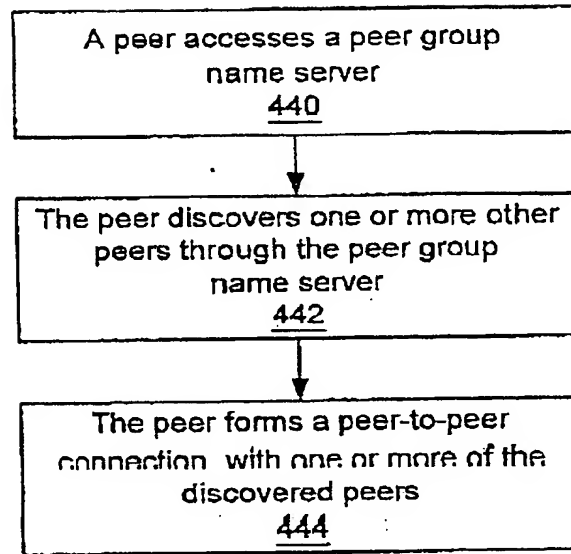 A peer accesses a peer group
name server
440
The peer discovers one or more other
peers through the peer group
name server
442
The peer forms a peer-to-peer
connection with one or more of the
discovered peers
444